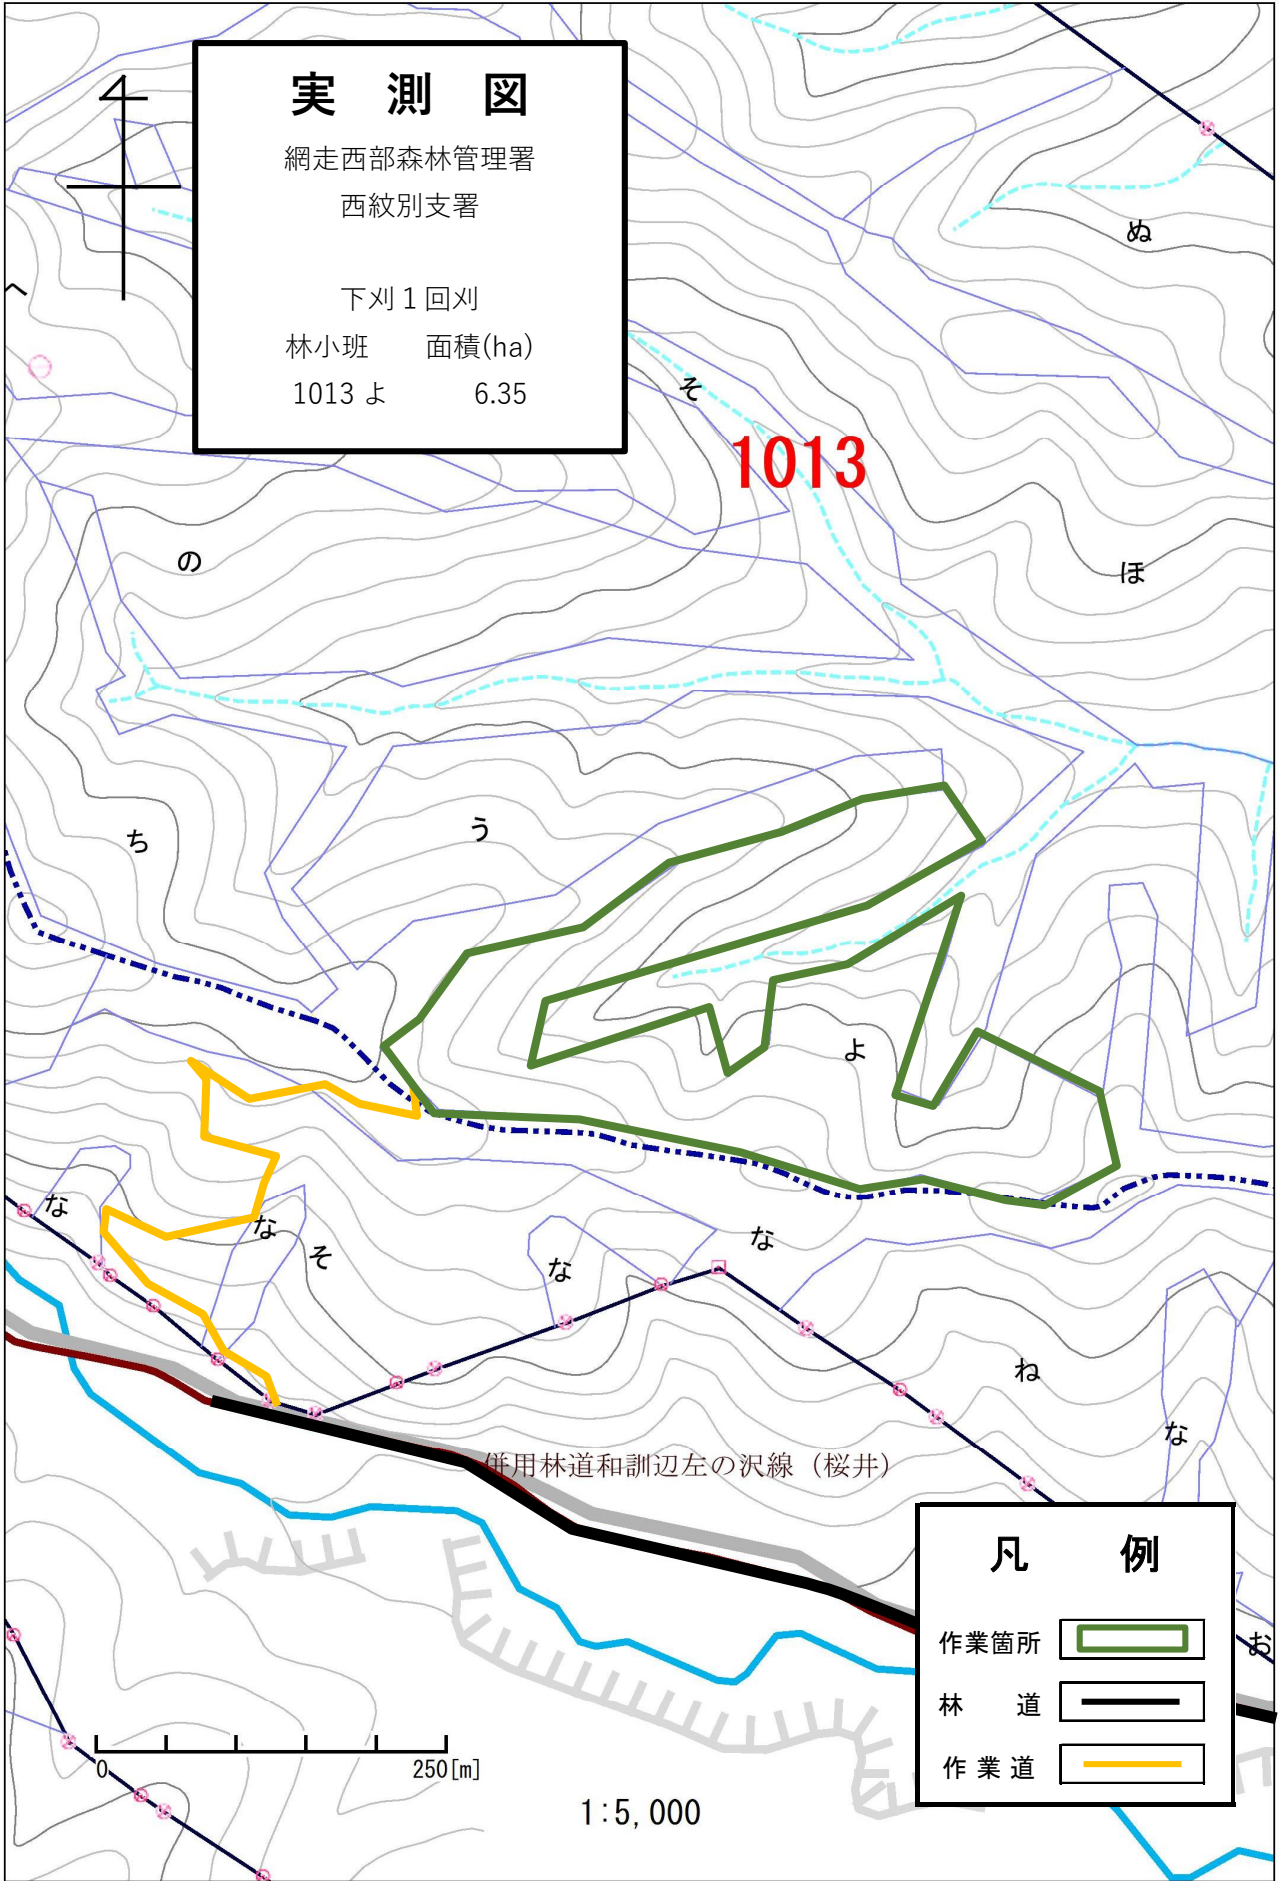 実 測 図
網走西部森林管理署
西紋別支署
下刈1回刈
林小班 面積(ha)
1013 よ 6.35
ぬ
へ
そ
1013
の
ほ
ち
う
よ
な
な
そ
な
な
ね
な
併用林道和訓辺左の沢線（桜井）
凡 例
作業箇所
林 道
作 業 道
お
0 250[m]
1:5,000